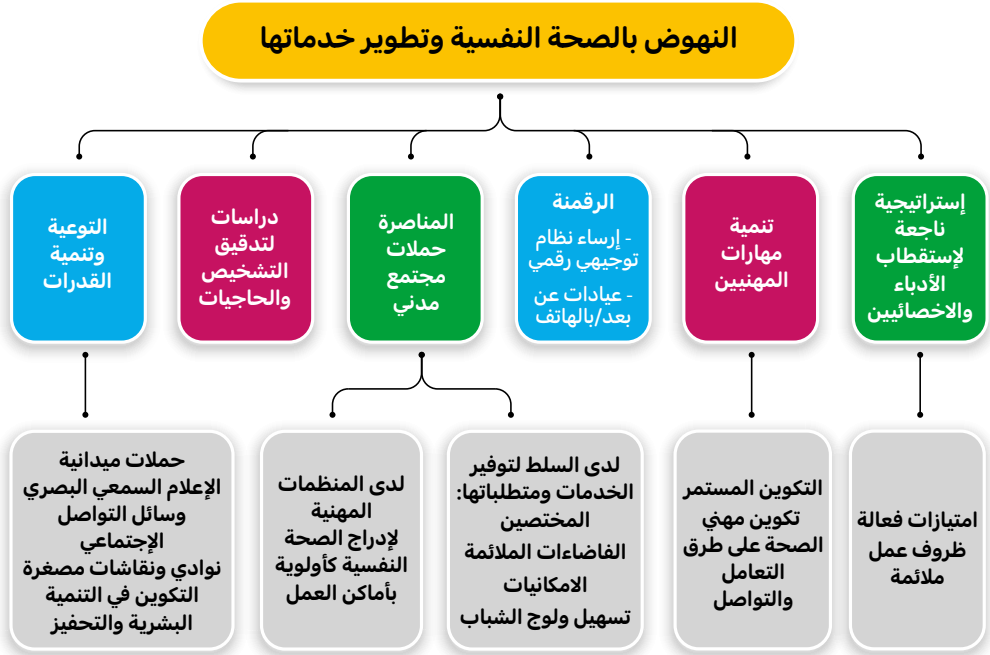 النهوض بالصحة النفسية وتطوير خدماتها
إستراتيجية
ناجعة
لإستقطاب
الأدباء
والاخصائيين
تنمية
مهارات
المهنيين
الرقمنة
- إرساء نظام
توجيهي رقمي
- عيادات عن
بعد/بالهاتف
المناصرة
حملات
مجتمع
مدني
دراسات
لتدقيق
التشخيص
والحاجيات
التوعية
وتنمية
القدرات
امتيازات فعالة
ظروف عمل
ملائمة
التكوين المستمر
تكوين مهني
الصحة على طرق
التعامل
والتواصل
لدى السلط لتوفير
الخدمات ومتطلباتها:
المختصين
الفاضاءات الملائمة
الامكانيات
تسهيل ولوج الشباب
لدى المنظمات
المهنية
لإدراج الصحة
النفسية كأولوية
بأماكن العمل
حملات ميدانية
الإعلام السمعي البصري
وسائل التواصل
الإجتماعي
نوادي ونقاشات مصغرة
التكوين في التنمية
البشرية والتحفيز